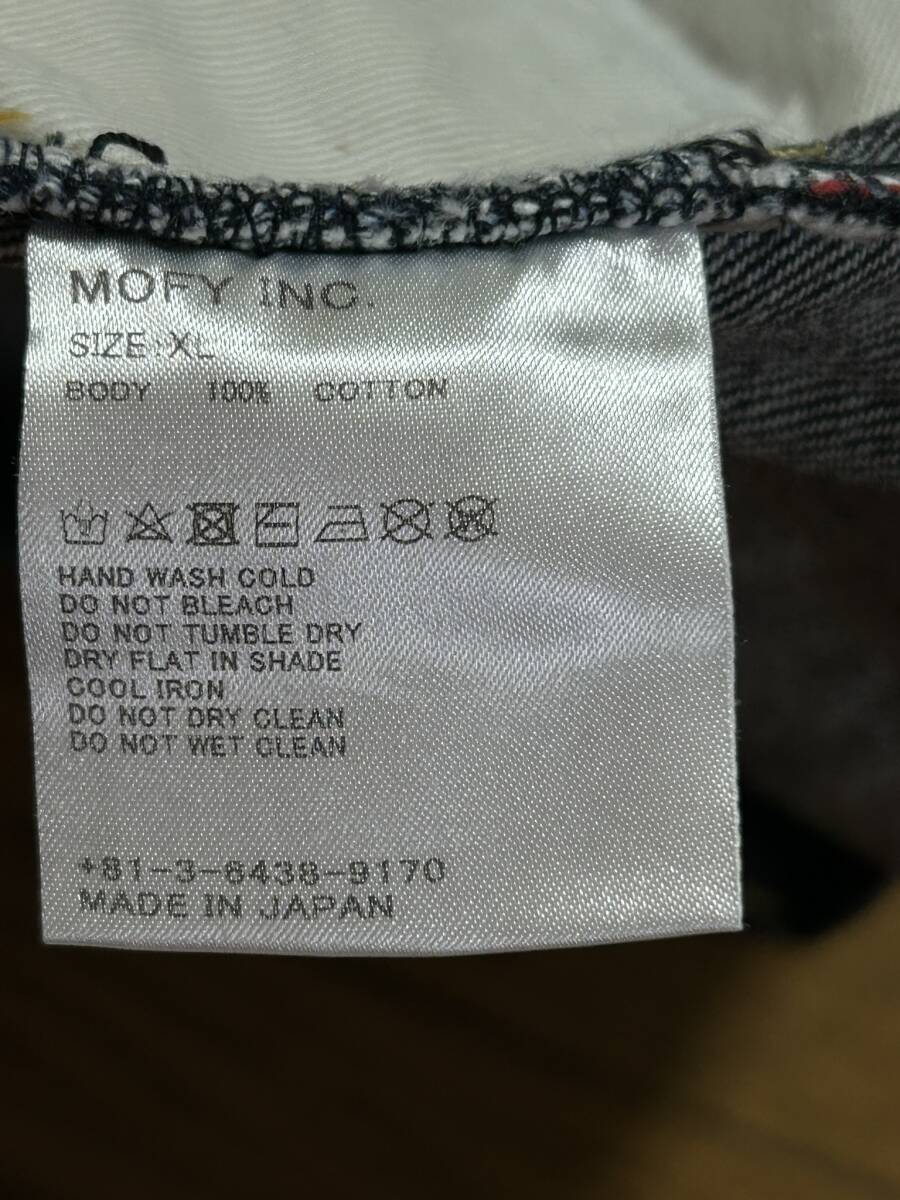 MOFY INC.
SIZE:XL
BODY 100% COTTON
HAND WASH COLD
DO NOT BLEACH
DO NOT TUMBLE DRY
DRY FLAT IN SHADE
COOL IRON
DO NOT DRY CLEAN
DO NOT WET CLEAN
+81-3-6438-9170
MADE IN JAPAN